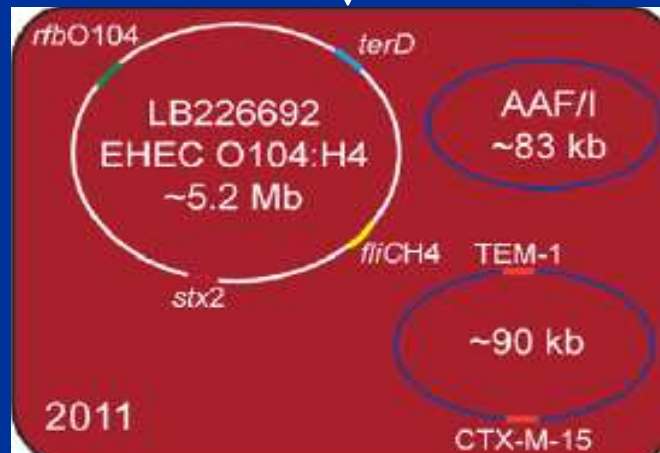 rfbO104
terD
LB226692
EHEC O104:H4
~5.2 Mb
AAF/I
~83 kb
fliCH4
stx2
TEM-1
~90 kb
CTX-M-15
2011